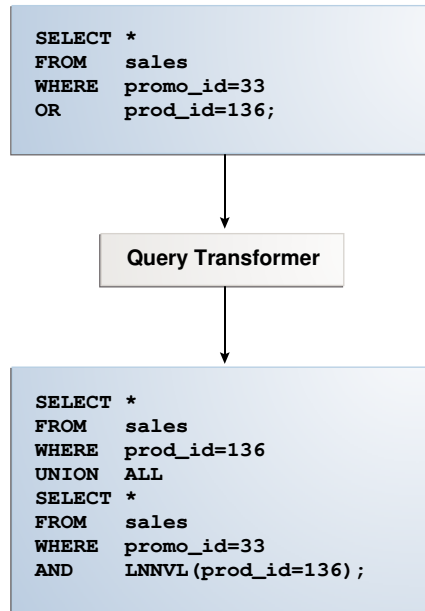 SELECT *
FROM sales
WHERE promo_id=33
OR prod_id=136;
Query Transformer
SELECT *
FROM sales
WHERE prod_id=136
UNION ALL
SELECT *
FROM sales
WHERE promo_id=33
AND LNNVL(prod_id=136);